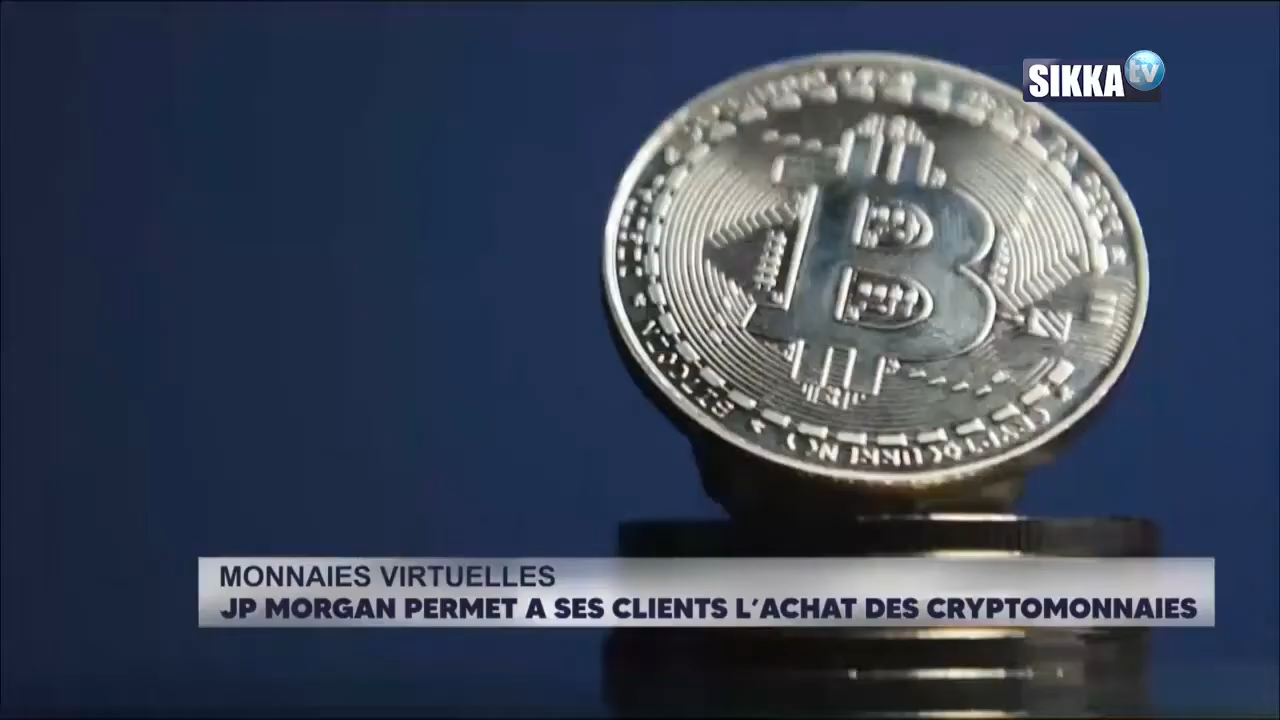 SIKKA tv
MONNAIES VIRTUELLES
JP MORGAN PERMET A SES CLIENTS L'ACHAT DES CRYPTOMONNAIES